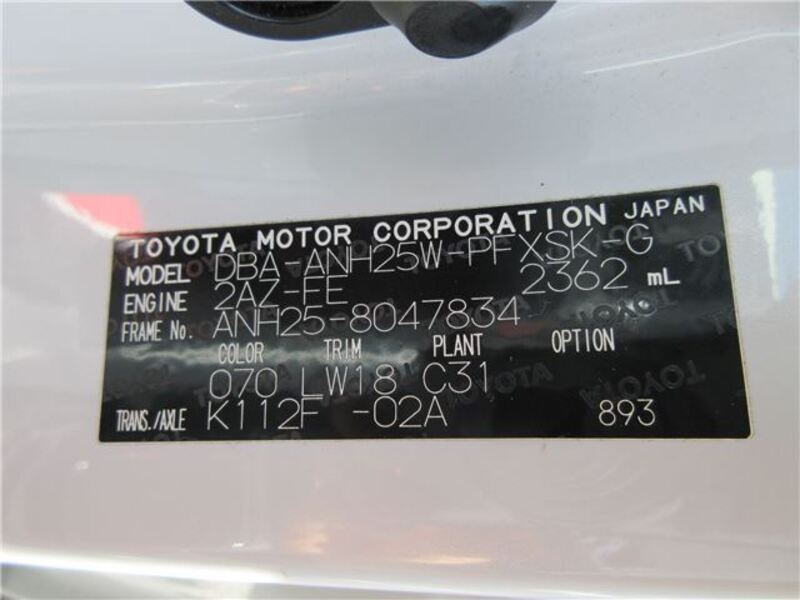 TOYOTA MOTOR CORPORATION JAPAN
MODEL DBA-ANH25W-PFXSK-G
ENGINE 2AZ-FE 2362 mL
FRAME No. ANH25-8047834
COLOR TRIM PLANT OPTION
070 LW18 C31
TRANS./AXLE K112F -02A 893